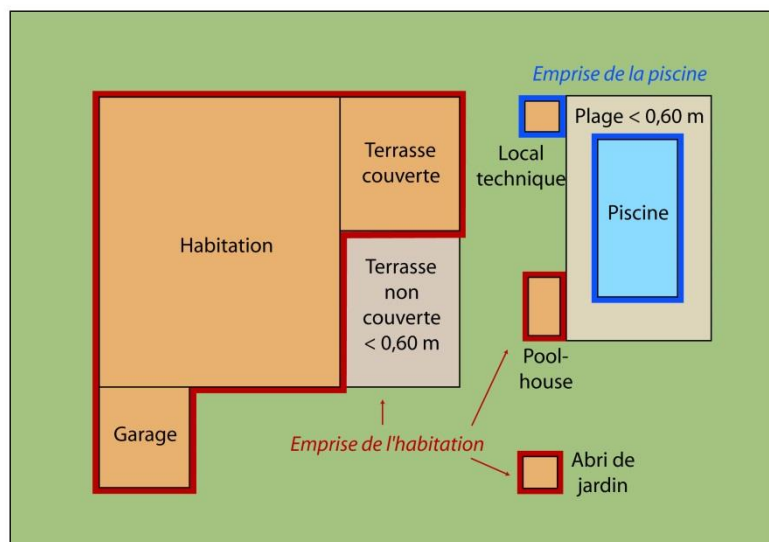 Emprise de la piscine
Plage < 0,60 m
Local
technique
Piscine
Terrasse
couverte
Habitation
Terrasse
non
couverte
< 0,60 m
Pool-
house
Garage
Emprise de l'habitation
Abri de
jardin